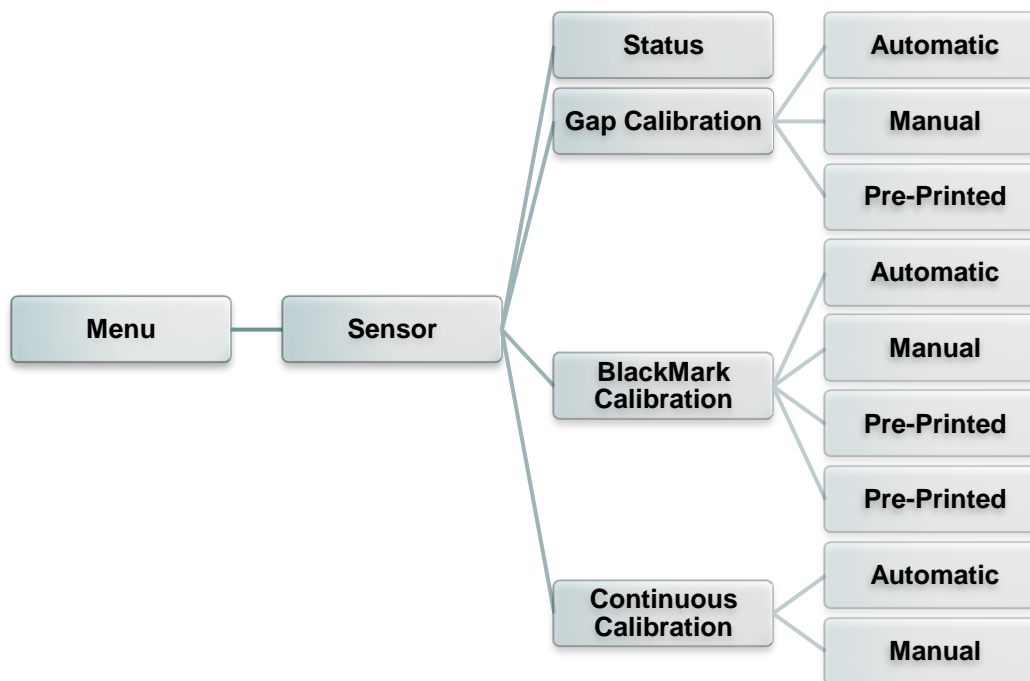 Status
Automatic
Gap Calibration
Manual
Pre-Printed
Automatic
Menu
Sensor
Manual
BlackMark
Calibration
Pre-Printed
Pre-Printed
Automatic
Continuous
Calibration
Manual